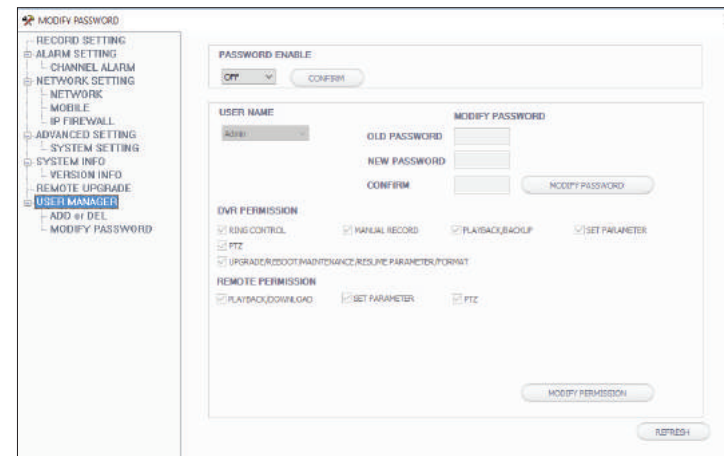 MODIFY PASSWORD
RECORD SETTING
ALARM SETTING
CHANNEL ALARM
NETWORK SETTING
NETWORK
MOBILE
IP FIREWALL
ADVANCED SETTING
SYSTEM SETTING
SYSTEM INFO
VERSION INFO
REMOTE UPGRADE
USER MANAGER
ADD or DEL
MODIFY PASSWORD
PASSWORD ENABLE
OFF
CONFIRM
USER NAME
MODIFY PASSWORD
Admin
OLD PASSWORD
NEW PASSWORD
CONFIRM
MODIFY PASSWORD
DVR PERMISSION
RING CONTROL MANUAL RECORD PLAYBACK,BACKUP SET PARAMETER
PTZ
UPGRADE/REBOOT/MAINTENANCE/RESUME PARAMETER/FORMAT
REMOTE PERMISSION
PLAYBACK,DOWNLOAD SET PARAMETER PTZ
MODIFY PERMISSION
REFRESH